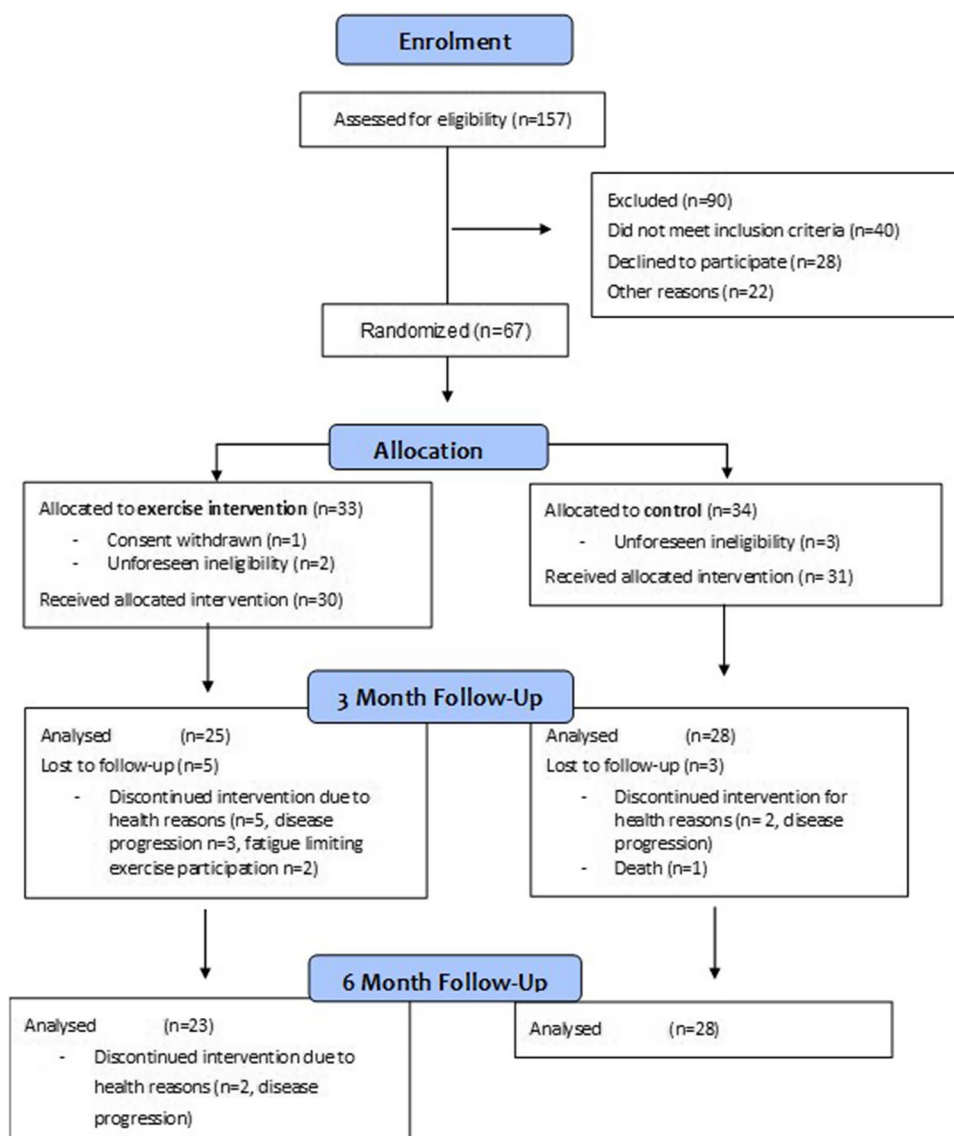 Enrolment
Assessed for eligibility (n=157)
Excluded (n=90)
Did not meet inclusion criteria (n=40)
Declined to participate (n=28)
Other reasons (n=22)
Randomized (n=67)
Allocation
Allocated to exercise intervention (n=33)
- Consent withdrawn (n=1)
- Unforeseen ineligibility (n=2)
Received allocated intervention (n=30)
Allocated to control (n=34)
- Unforeseen ineligibility (n=3)
Received allocated intervention (n= 31)
3 Month Follow-Up
Analysed (n=25)
Lost to follow-up (n=5)
- Discontinued intervention due to
health reasons (n=5, disease
progression n=3, fatigue limiting
exercise participation n=2)
Analysed (n=28)
Lost to follow-up (n=3)
- Discontinued intervention for
health reasons (n= 2, disease
progression)
- Death (n=1)
6 Month Follow-Up
Analysed (n=23)
- Discontinued intervention due to
health reasons (n=2, disease
progression)
Analysed (n=28)